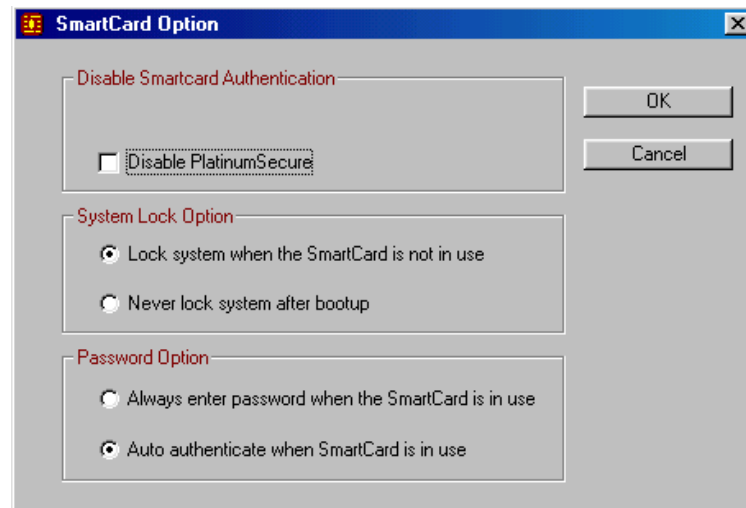 SmartCard Option
Disable Smartcard Authentication
OK
Disable PlatinumSecure
Cancel
System Lock Option
Lock system when the SmartCard is not in use
Never lock system after bootup
Password Option
Always enter password when the SmartCard is in use
Auto authenticate when SmartCard is in use